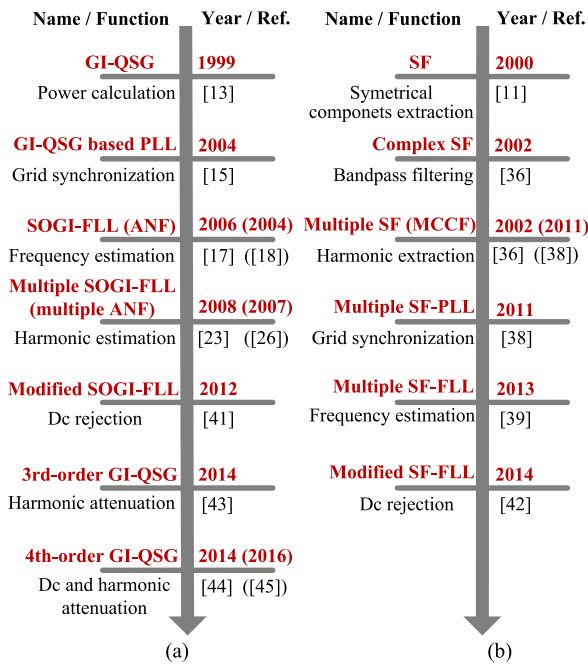 Name / Function Year / Ref.
GI-QSG 1999
Power calculation [13]
GI-QSG based PLL 2004
Grid synchronization [15]
SOGI-FLL (ANF) 2006 (2004)
Frequency estimation [17] ([18])
Multiple SOGI-FLL
(multiple ANF) 2008 (2007)
Harmonic estimation [23] ([26])
Modified SOGI-FLL 2012
Dc rejection [41]
3rd-order GI-QSG 2014
Harmonic attenuation [43]
4th-order GI-QSG 2014 (2016)
Dc and harmonic [44] ([45])
attenuation
(a)
Name / Function Year / Ref.
SF 2000
Symetrical [11]
componets extraction
Complex SF 2002
Bandpass filtering [36]
Multiple SF (MCCF) 2002 (2011)
Harmonic extraction [36] ([38])
Multiple SF-PLL 2011
Grid synchronization [38]
Multiple SF-FLL 2013
Frequency estimation [39]
Modified SF-FLL 2014
Dc rejection [42]
(b)